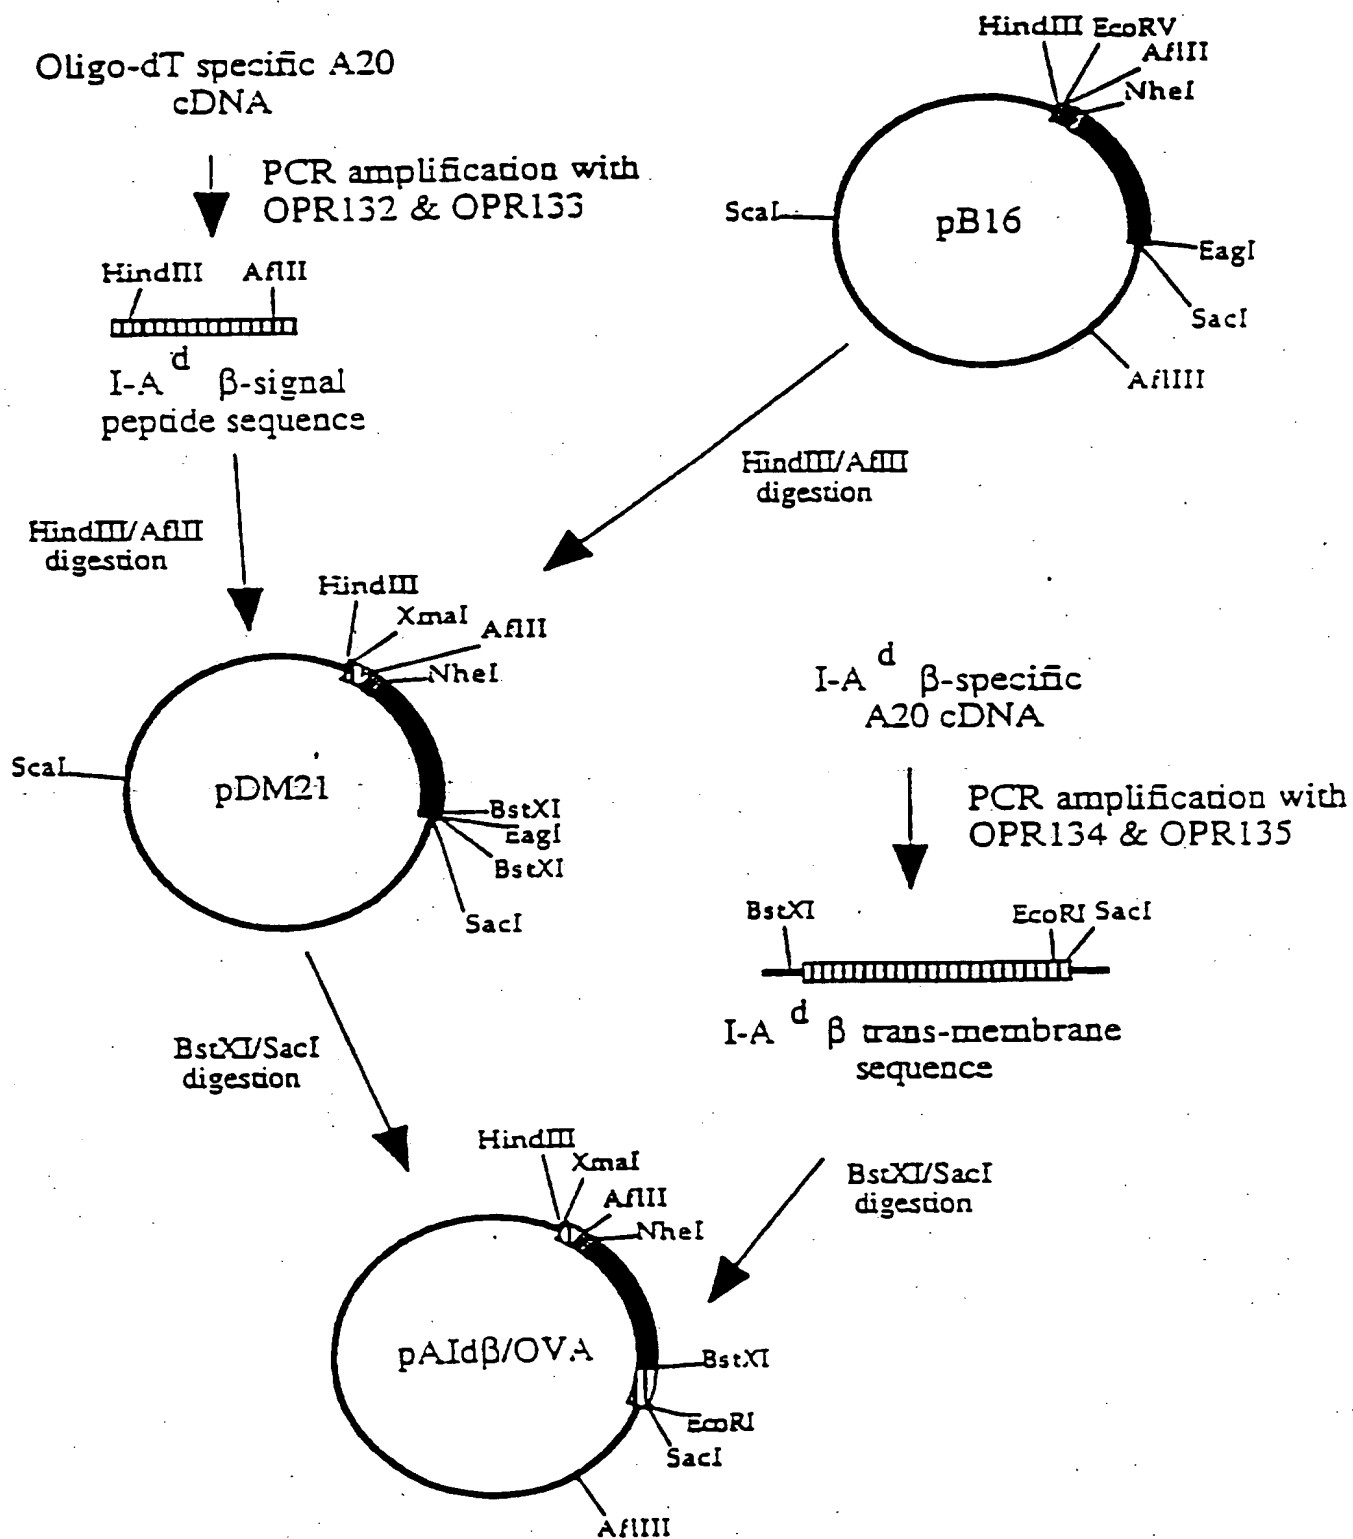 Oligo-dT specific A20
cDNA
PCR amplification with
OPR132 & OPR133
HindIII AflII
I-A d β-signal
peptide sequence
HindIII/AflII
digestion
HindIII EcoRV
AflII
NheI
ScaI
pB16
EagI
SacI
AflIII
HindIII/AflII
digestion
HindIII
XmaI
AflII
NheI
ScaI
pDM21
BstXI
EagI
BstXI
SacI
I-A d β-specific
A20 cDNA
PCR amplification with
OPR134 & OPR135
BstXI
EcoRI SacI
I-A d β trans-membrane
sequence
BstXI/SacI
digestion
BstXI/SacI
digestion
HindIII
XmaI
AflII
NheI
pAIdβ/OVA
BstXI
EcoRI
SacI
AflIII